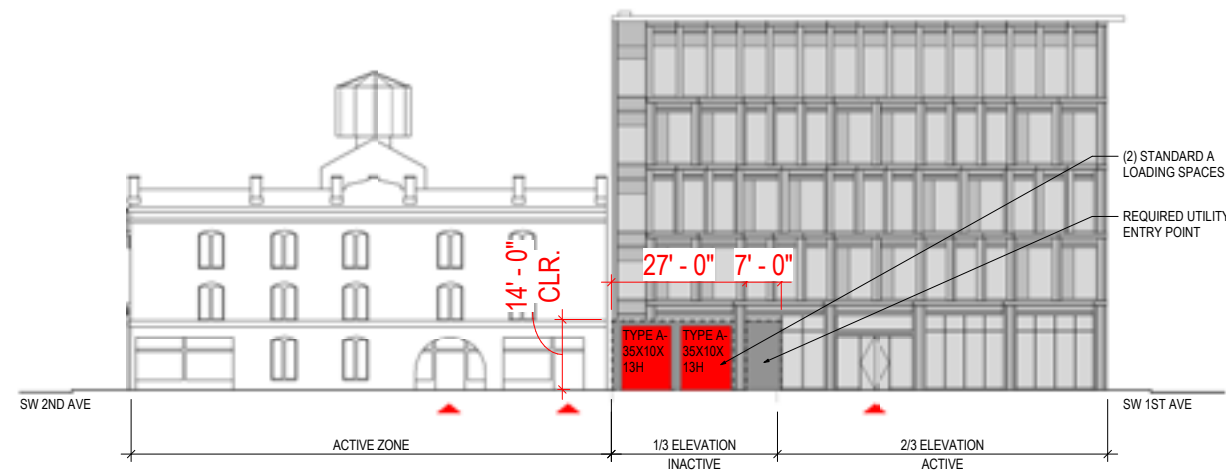 (2) STANDARD A
LOADING SPACES
REQUIRED UTILITY
ENTRY POINT
14' - 0"
CLR.
27' - 0"
7' - 0"
TYPE A-
35X10X
13H
TYPE A-
35X10X
13H
SW 2ND AVE
SW 1ST AVE
ACTIVE ZONE
1/3 ELEVATION
INACTIVE
2/3 ELEVATION
ACTIVE